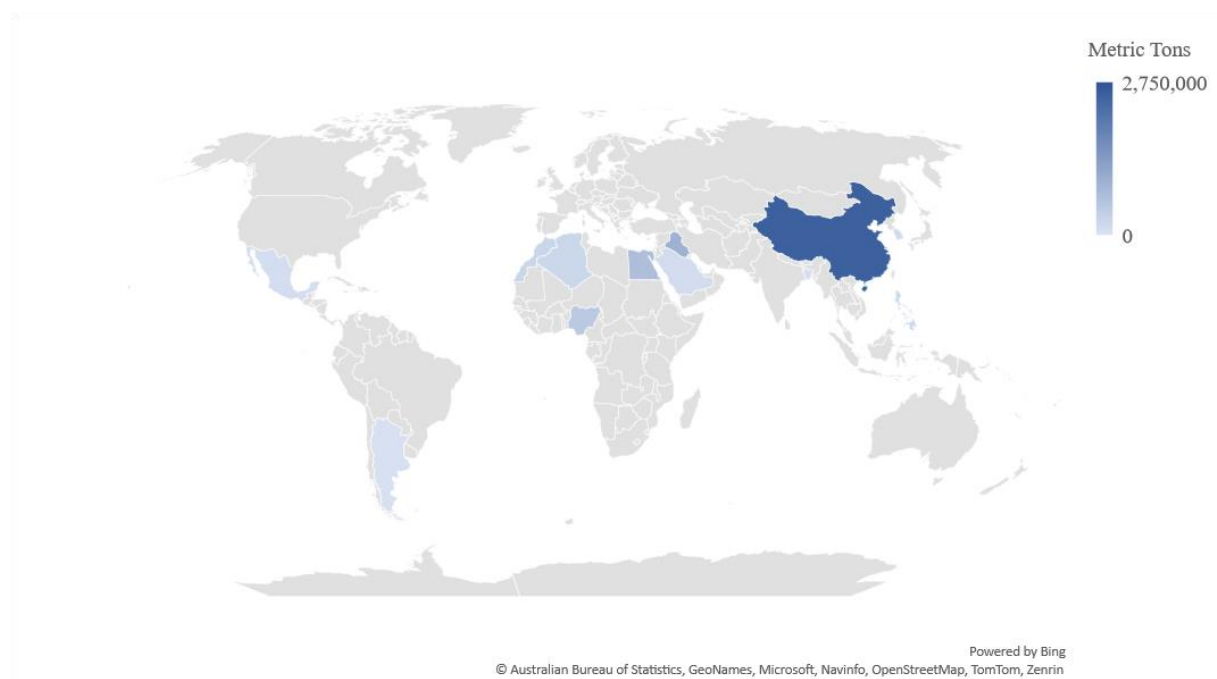 Metric Tons
2,750,000
0
Powered by Bing
© Australian Bureau of Statistics, GeoNames, Microsoft, Navinfo, OpenStreetMap, TomTom, Zenrin